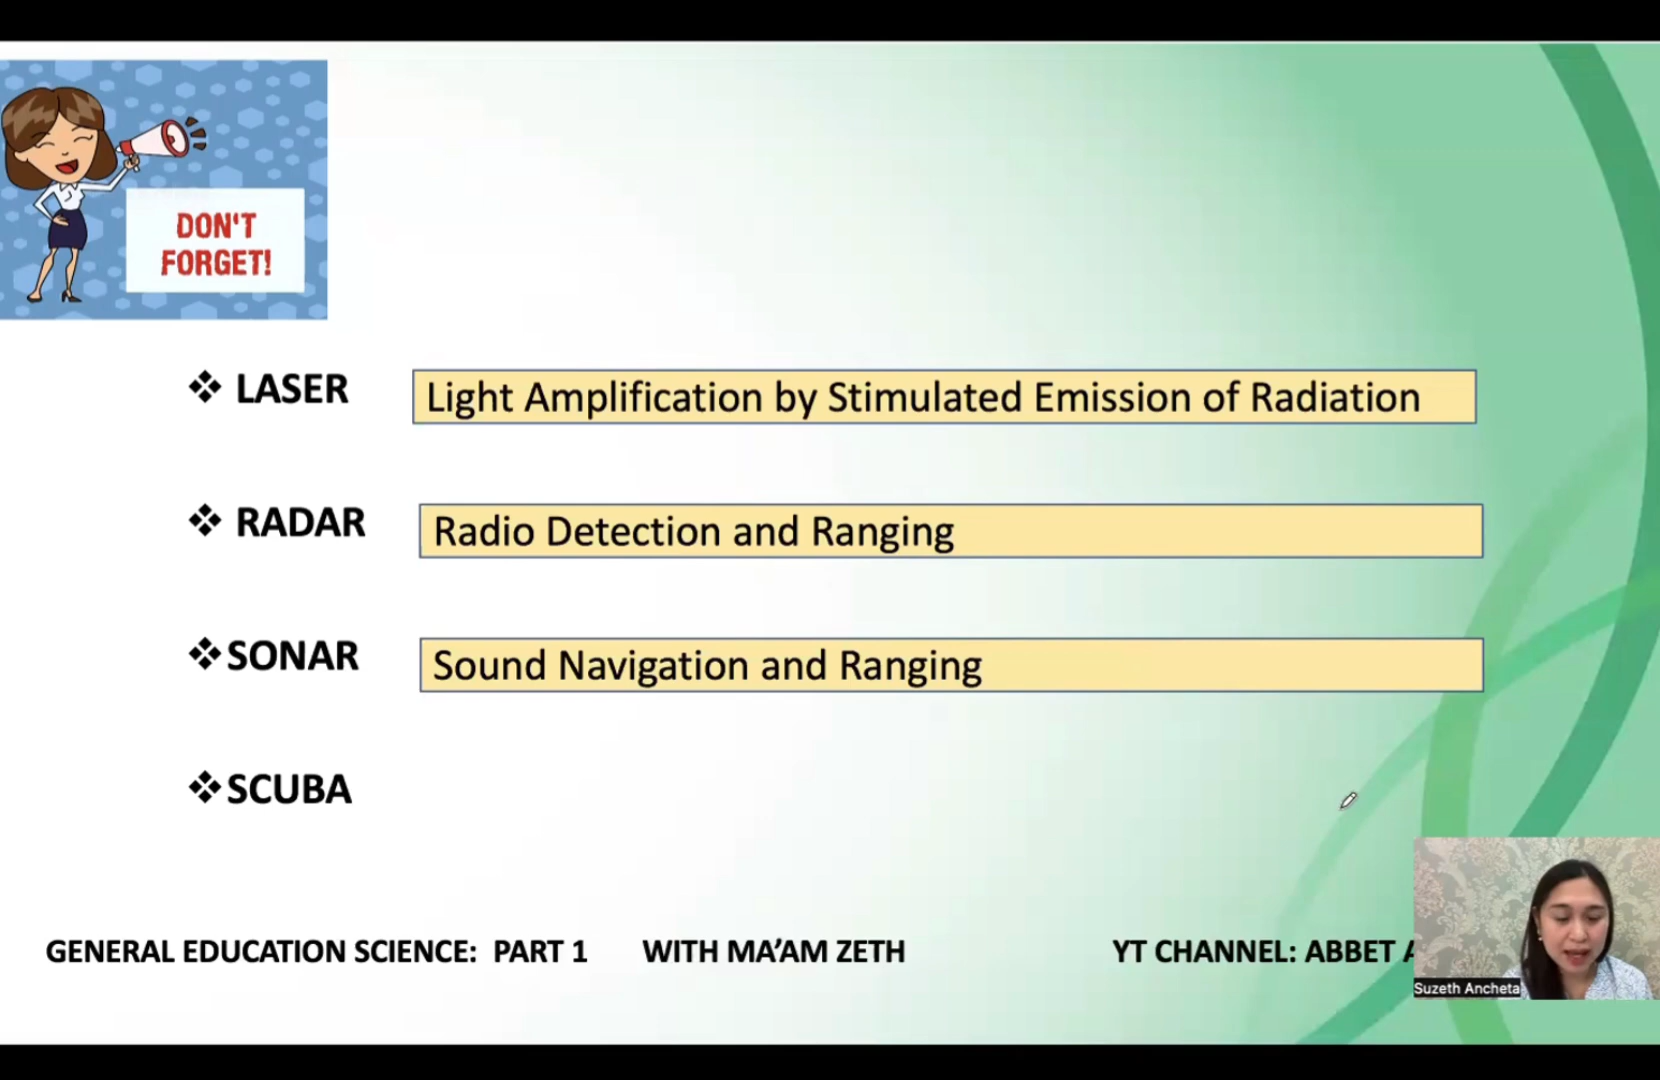 DON'T
FORGET!
❖ LASER Light Amplification by Stimulated Emission of Radiation
❖ RADAR Radio Detection and Ranging
❖ SONAR Sound Navigation and Ranging
❖ SCUBA
GENERAL EDUCATION SCIENCE: PART 1 WITH MA’AM ZETH YT CHANNEL: ABBET A
Suzeth Ancheta